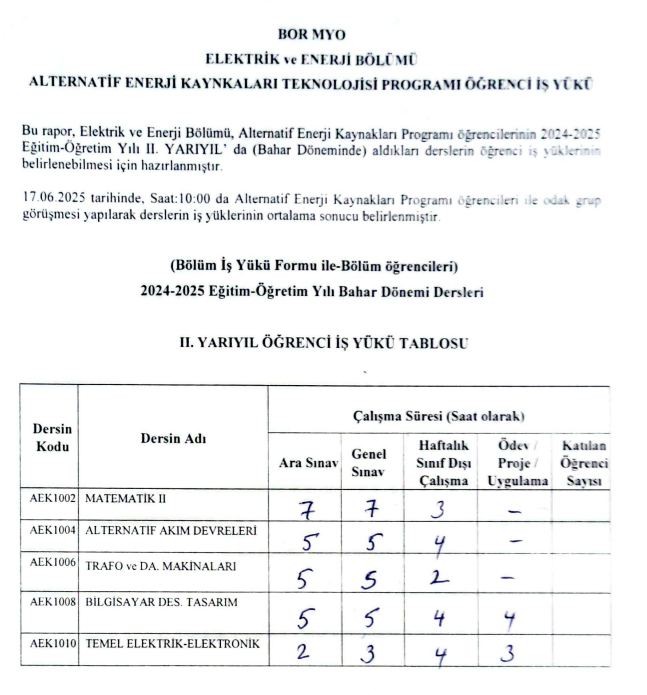 BOR MYO
ELEKTRİK ve ENERJİ BÖLÜMÜ
ALTERNATİF ENERJİ KAYNKALARI TEKNOLOJİSİ PROGRAMI ÖĞRENCİ İŞ YÜKÜ
Bu rapor, Elektrik ve Enerji Bölümü, Alternatif Enerji Kaynakları Programı öğrencilerinin 2024-2025
Eğitim-Öğretim Yılı II. YARIYIL' da (Bahar Döneminde) aldıkları derslerin öğrenci iş yüklerinin
belirlenebilmesi için hazırlanmıştır.
17.06.2025 tarihinde, Saat:10:00 da Alternatif Enerji Kaynakları Programı öğrencileri ile odak grup
görüşmesi yapılarak derslerin iş yüklerinin ortalama sonucu belirlenmiştir.
(Bölüm İş Yükü Formu ile-Bölüm öğrencileri)
2024-2025 Eğitim-Öğretim Yılı Bahar Dönemi Dersleri
II. YARIYIL ÖĞRENCİ İŞ YÜKÜ TABLOSU
Dersin Kodu
Dersin Adı
Çalışma Süresi (Saat olarak)
Ara Sınav
Genel Sınav
Haftalık Sınıf Dışı Çalışma
Ödev / Proje / Uygulama
Katılan Öğrenci Sayısı
AEK1002 MATEMATİK II 7 7 3 -
AEK1004 ALTERNATİF AKIM DEVRELERİ 5 5 4 -
AEK1006 TRAFO ve DA. MAKİNALARI 5 5 2 -
AEK1008 BİLGİSAYAR DES. TASARIM 5 5 4 4
AEK1010 TEMEL ELEKTRİK-ELEKTRONİK 2 3 4 3